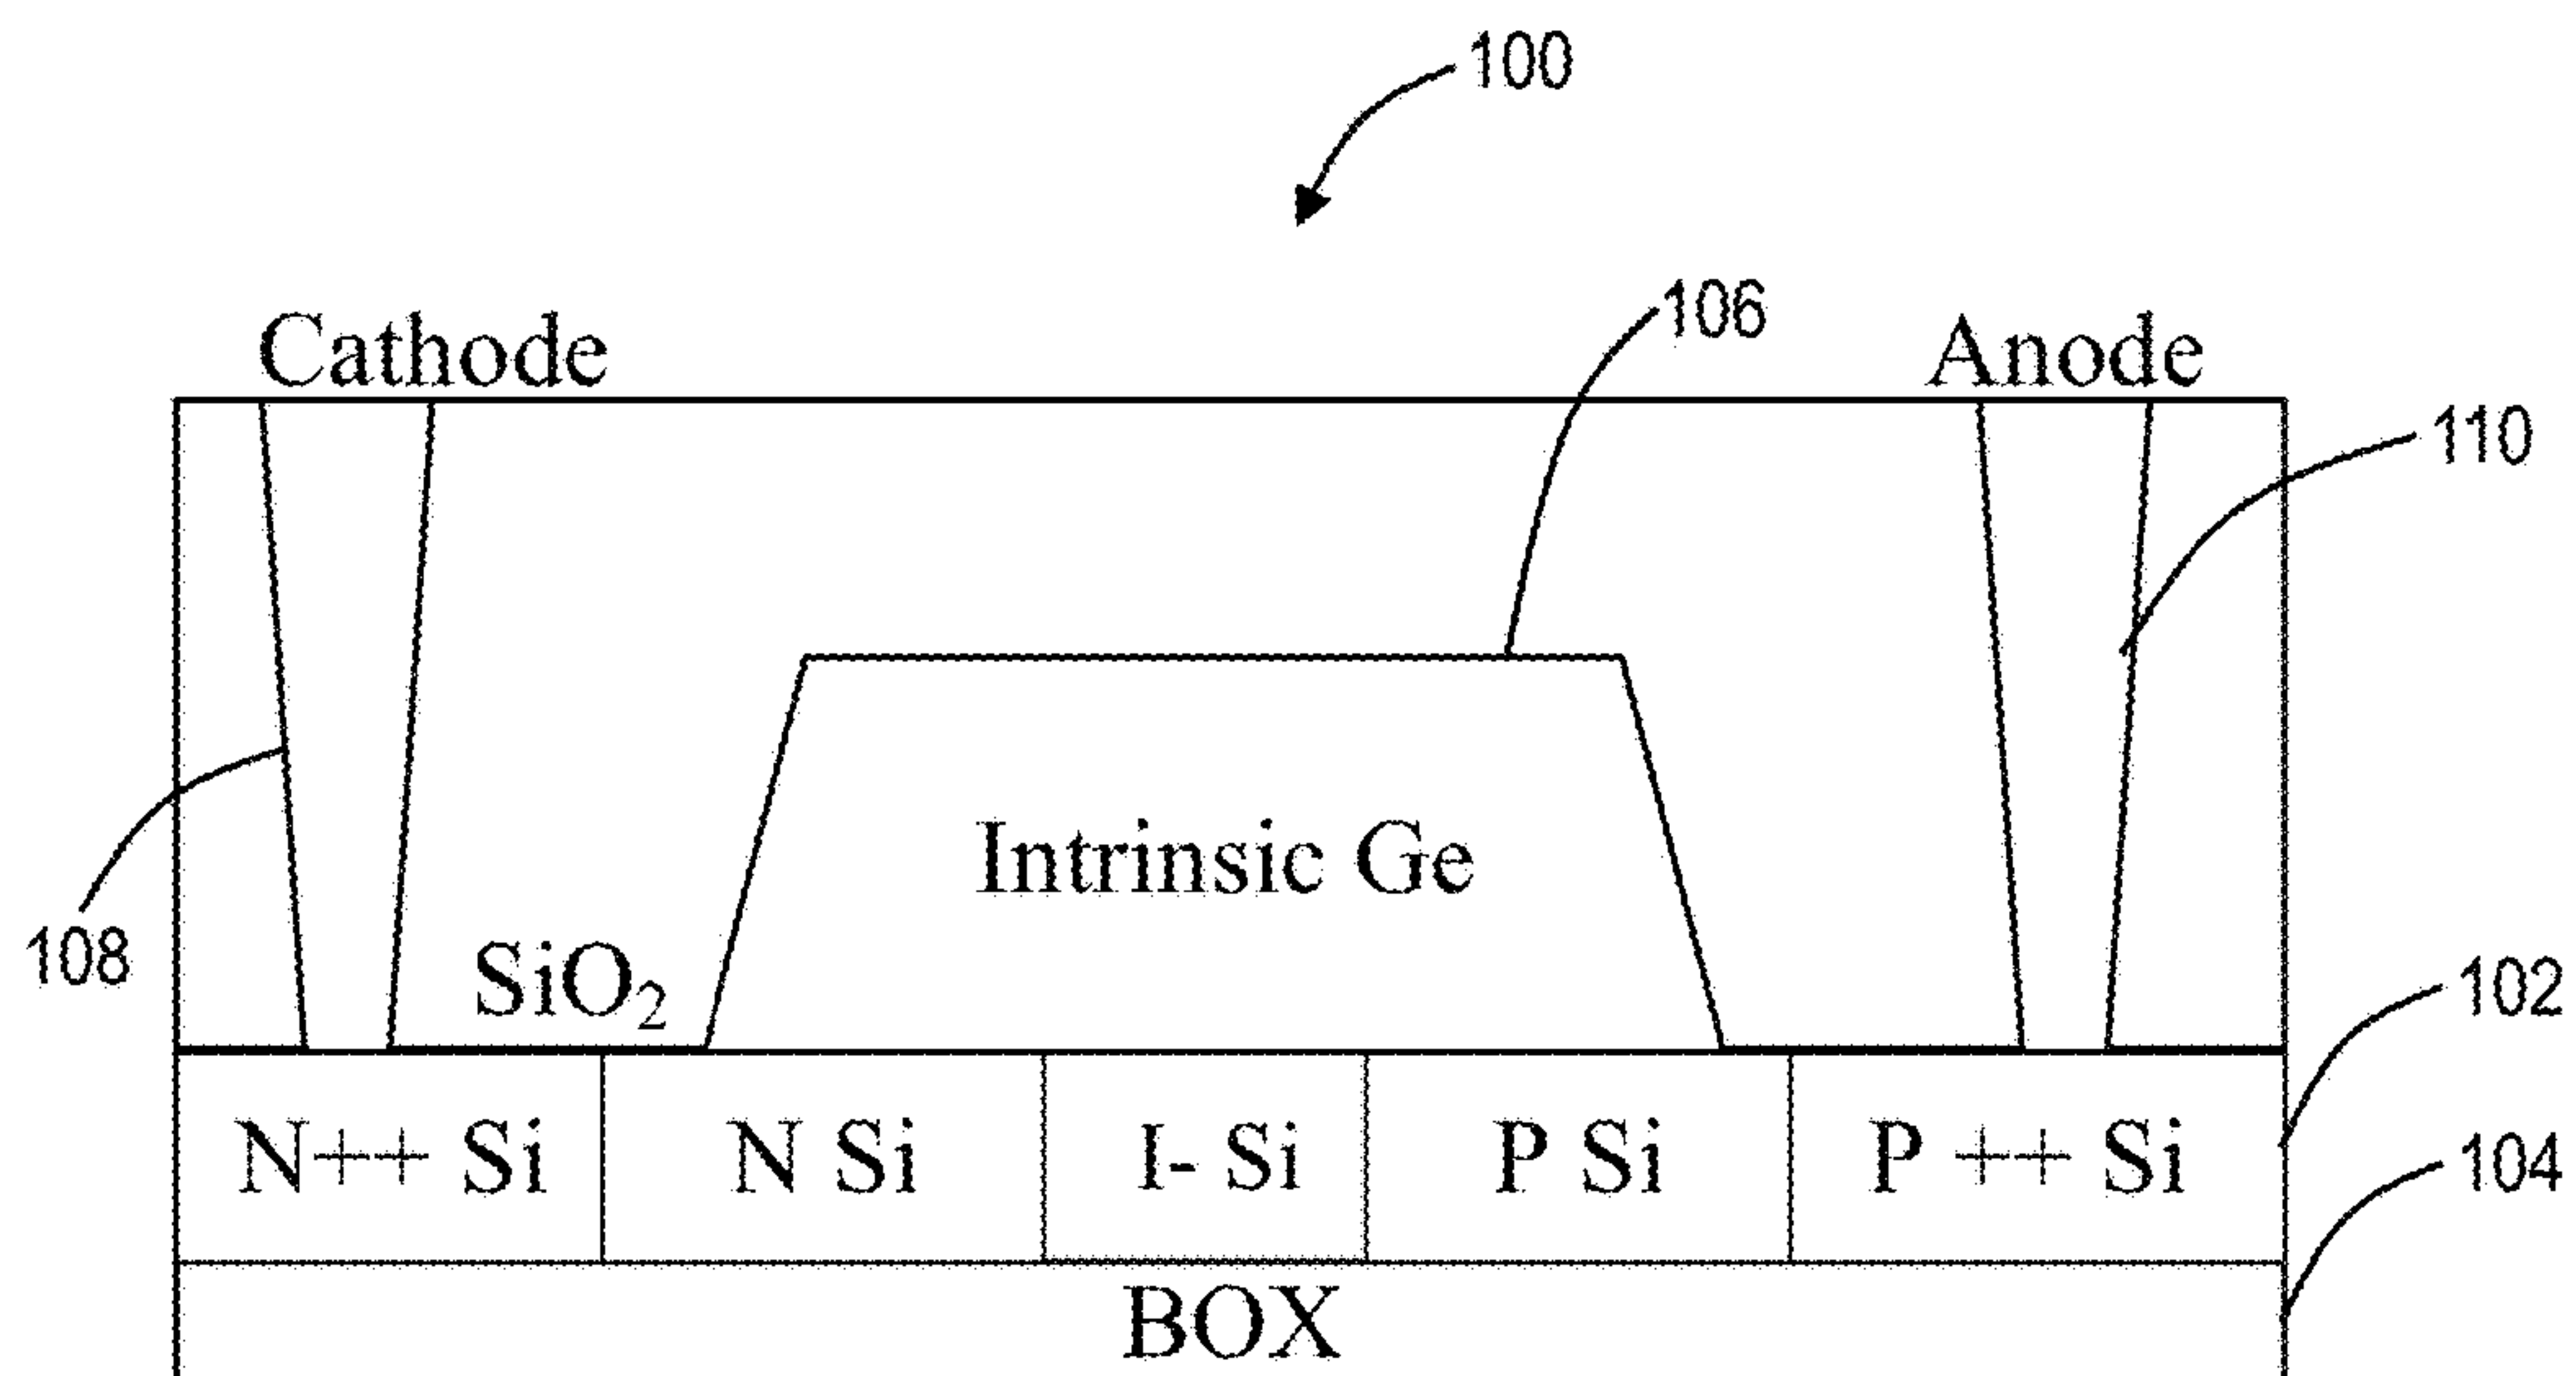 100
106
Cathode
Anode
110
Intrinsic Ge
108
SiO₂
102
N++ Si
N Si
I- Si
P Si
P ++ Si
104
BOX